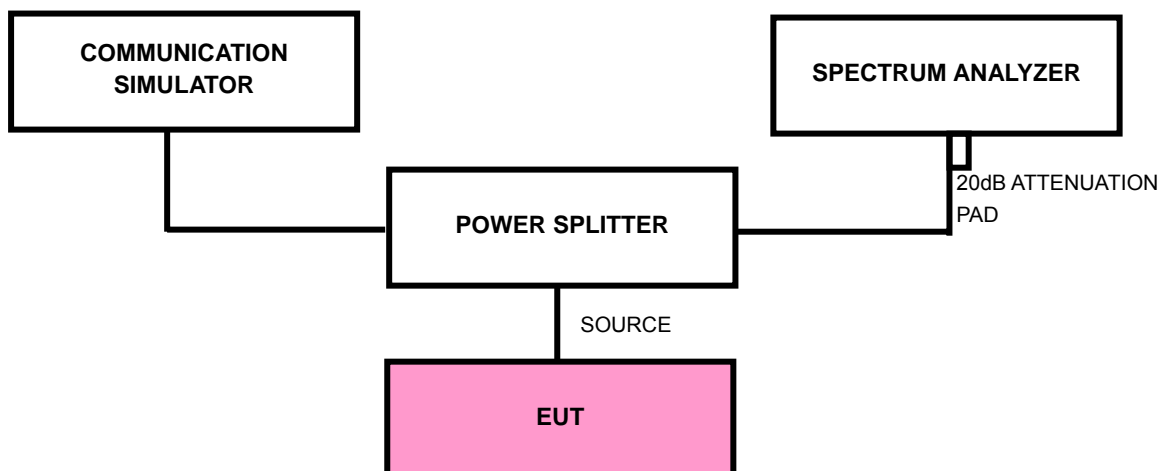 COMMUNICATION
SIMULATOR
SPECTRUM ANALYZER
20dB ATTENUATION
PAD
POWER SPLITTER
SOURCE
EUT